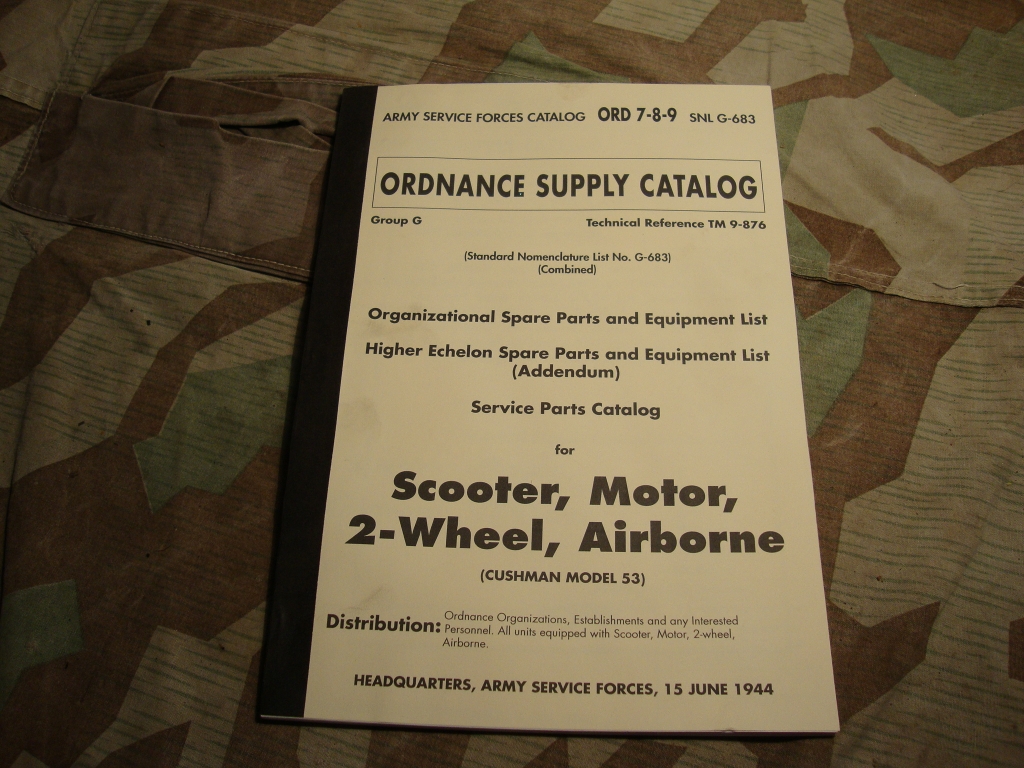 ARMY SERVICE FORCES CATALOG ORD 7-8-9 SNL G-683
ORDNANCE SUPPLY CATALOG
Group G Technical Reference TM 9-876
(Standard Nomenclature List No. G-683)
(Combined)
Organizational Spare Parts and Equipment List
Higher Echelon Spare Parts and Equipment List
(Addendum)
Service Parts Catalog
for
Scooter, Motor,
2-Wheel, Airborne
(CUSHMAN MODEL 53)
Distribution: Ordnance Organizations, Establishments and any Interested
Personnel. All units equipped with Scooter, Motor, 2-wheel,
Airborne.
HEADQUARTERS, ARMY SERVICE FORCES, 15 JUNE 1944